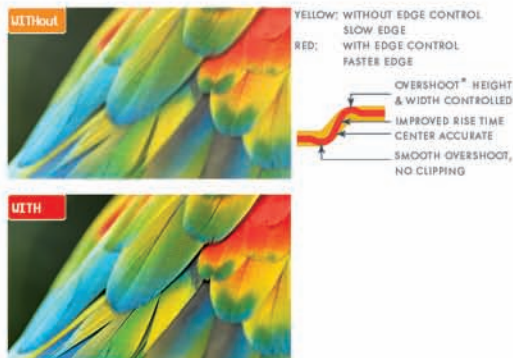 WITHout
YELLOW: WITHOUT EDGE CONTROL
SLOW EDGE
RED: WITH EDGE CONTROL
FASTER EDGE
OVERSHOOT* HEIGHT
& WIDTH CONTROLLED
IMPROVED RISE TIME
CENTER ACCURATE
SMOOTH OVERSHOOT,
NO CLIPPING
WITH